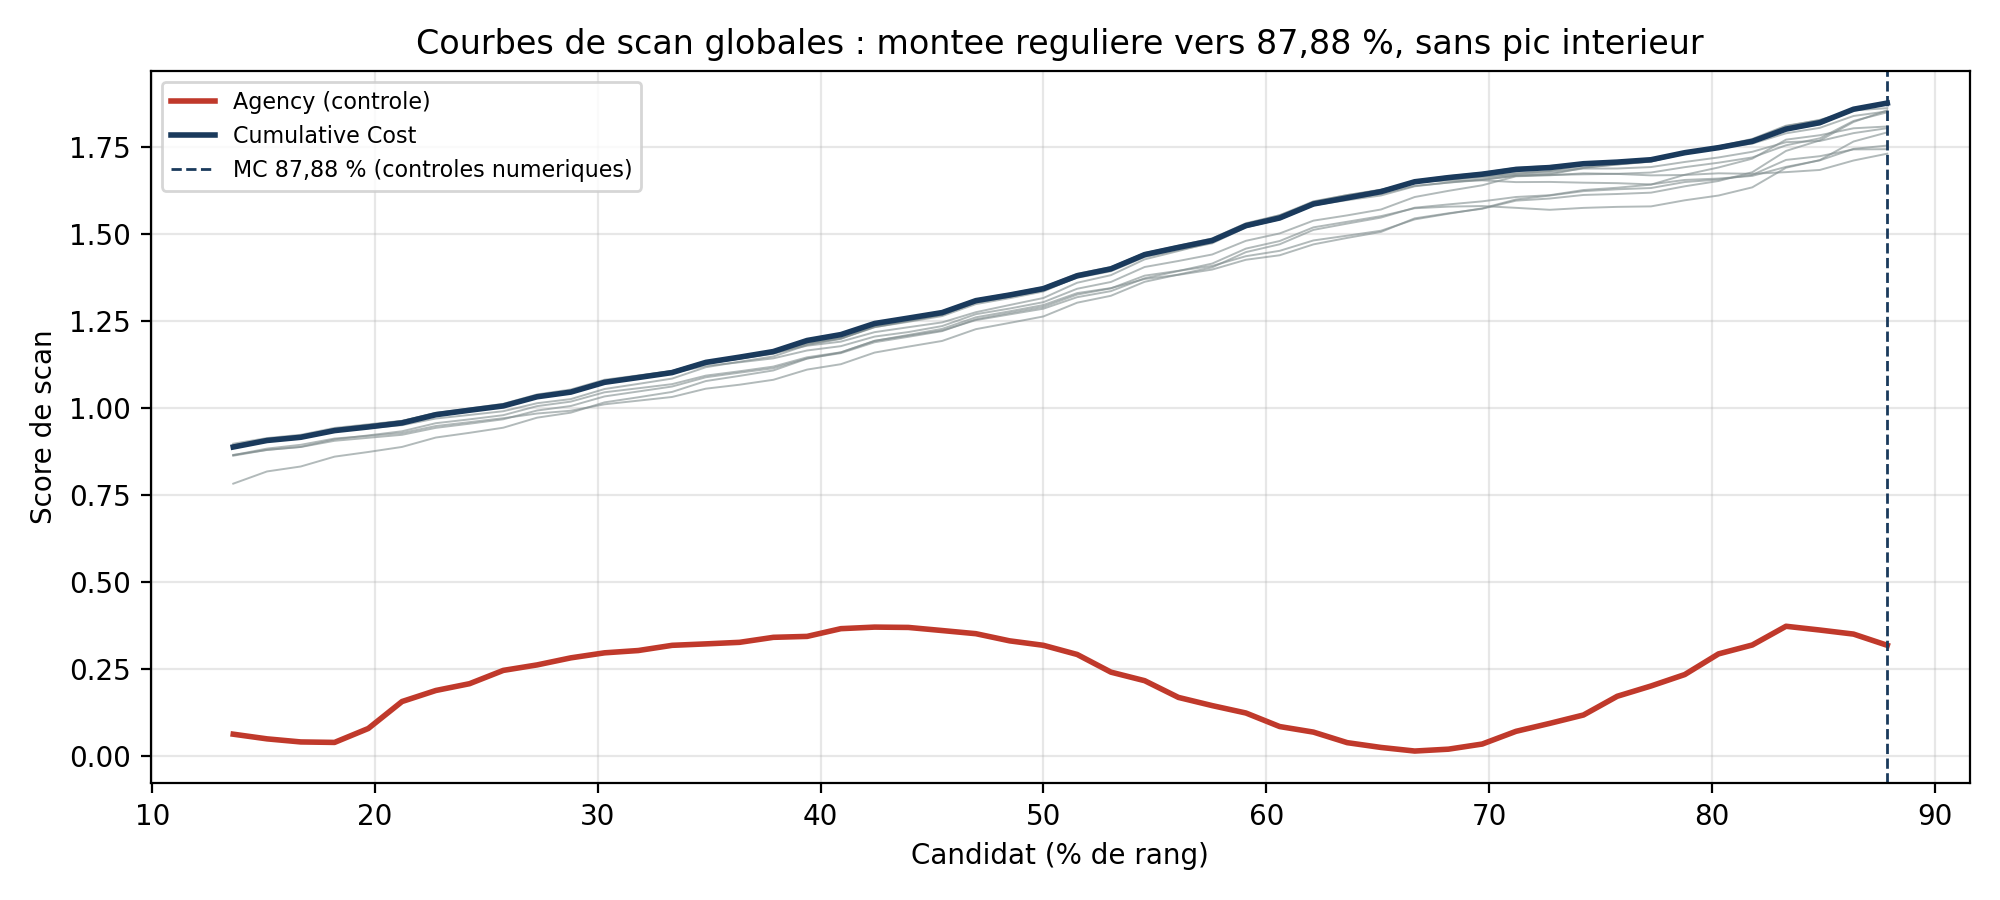 Courbes de scan globales : montee reguliere vers 87,88 %, sans pic interieur
Agency (controle)
Cumulative Cost
MC 87,88 % (controles numeriques)
Score de scan
1.75
1.50
1.25
1.00
0.75
0.50
0.25
0.00
10 20 30 40 50 60 70 80 90
Candidat (% de rang)